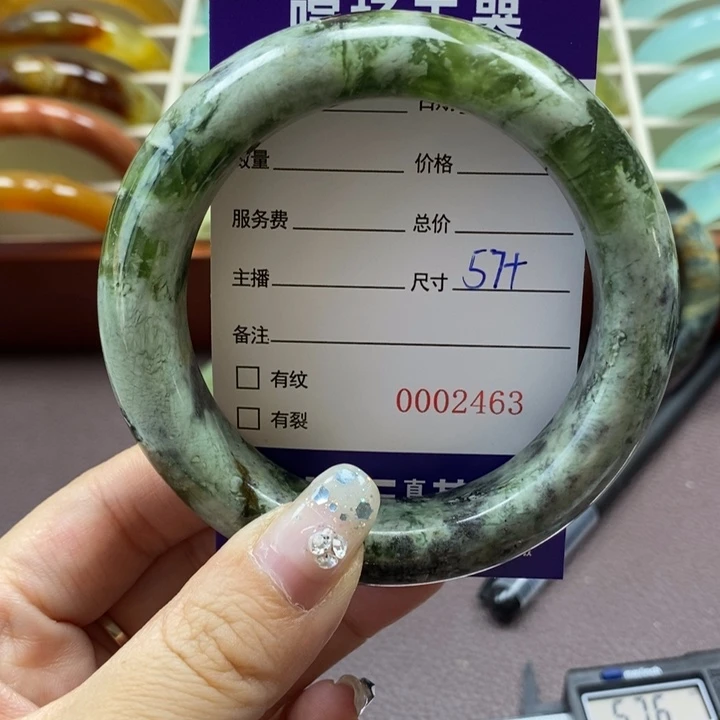 数量 价格
服务费 总价
主播 尺寸 57+
备注
有纹
有裂 0002463
真